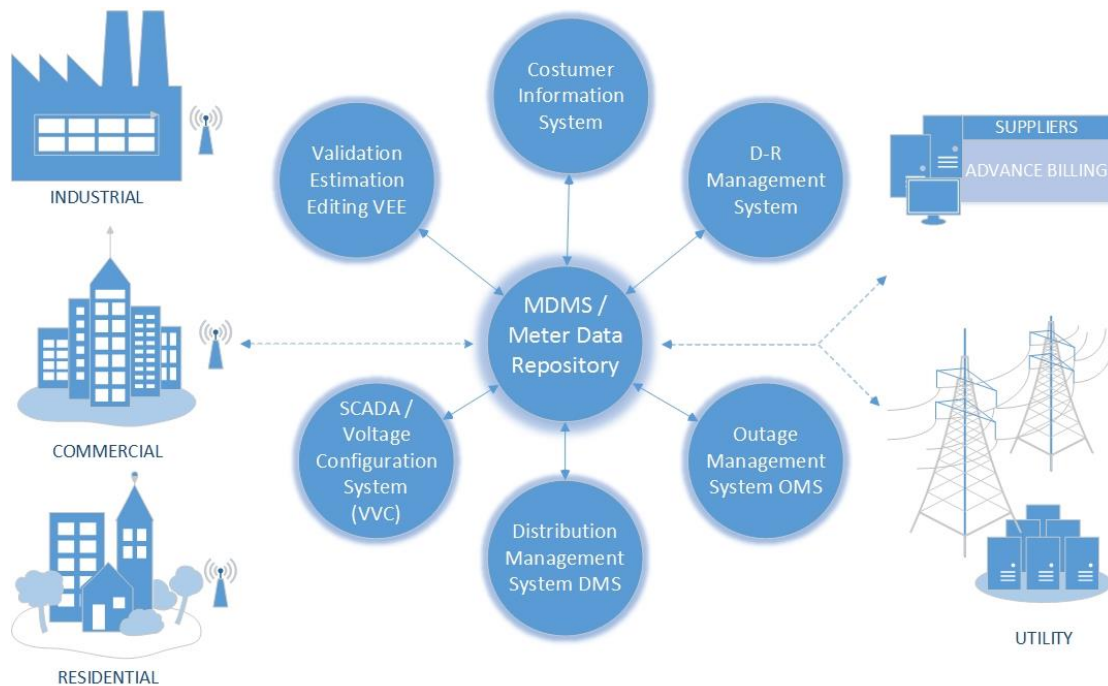 INDUSTRIAL
COMMERCIAL
RESIDENTIAL
Costumer
Information
System
Validation
Estimation
Editing VEE
D-R
Management
System
MDMS /
Meter Data
Repository
SCADA /
Voltage
Configuration
System
(VVC)
Outage
Management
System OMS
Distribution
Management
System DMS
SUPPLIERS
ADVANCE BILLING
UTILITY